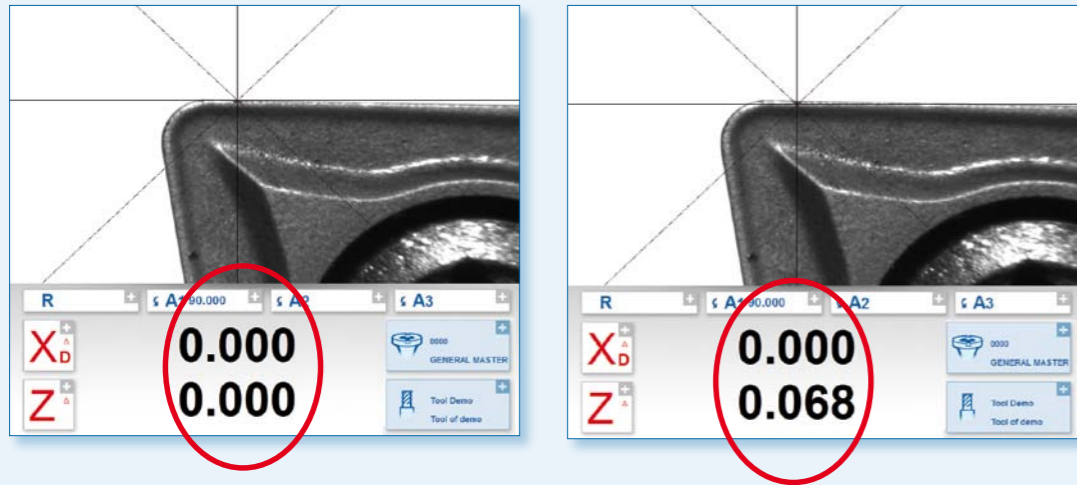 R
A1 90.000
A2
A3
X D
0.000
0000
GENERAL MASTER
Z
0.000
Tool Demo
Tool of demo
R
A1 90.000
A2
A3
X D
0.000
0000
GENERAL MASTER
Z
0.068
Tool Demo
Tool of demo